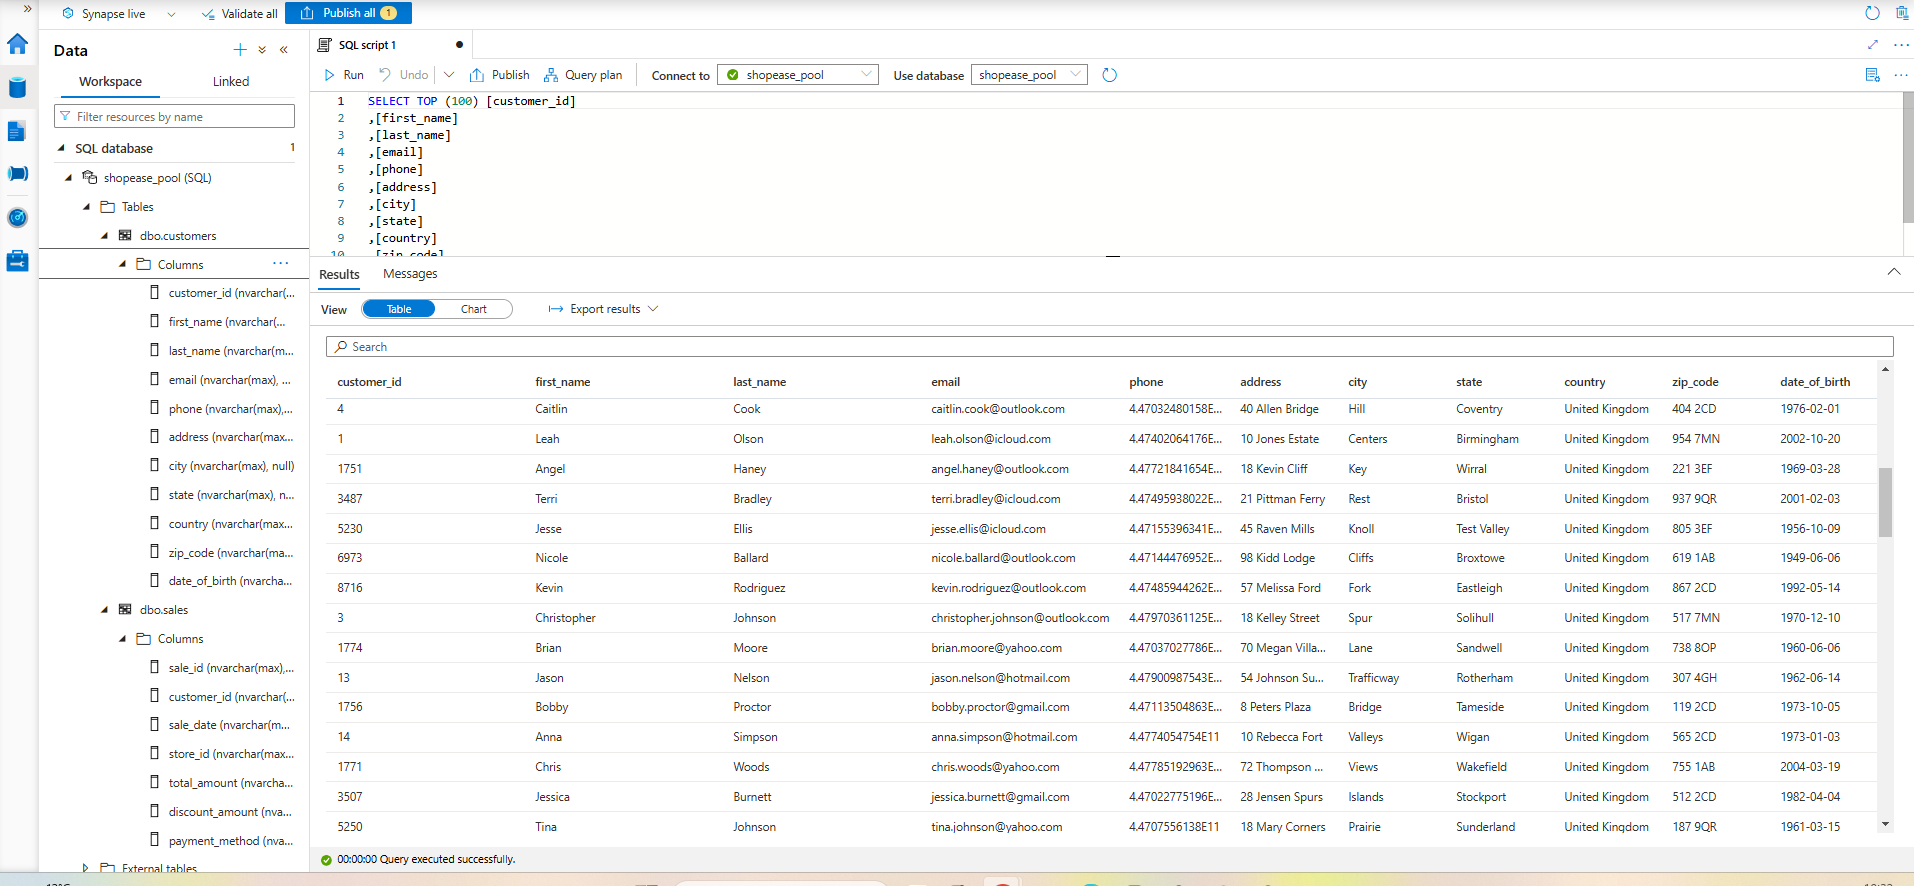 Synapse live
Validate all
Publish all 1
Data
Workspace Linked
Filter resources by name
SQL database 1
shopease_pool (SQL)
Tables
dbo.customers
Columns
customer_id (nvarchar(...
first_name (nvarchar(...
last_name (nvarchar(m...
email (nvarchar(max), ...
phone (nvarchar(max),...
address (nvarchar(max...
city (nvarchar(max), null)
state (nvarchar(max), n...
country (nvarchar(max...
zip_code (nvarchar(ma...
date_of_birth (nvarcha...
dbo.sales
Columns
sale_id (nvarchar(max),...
customer_id (nvarchar(...
sale_date (nvarchar(m...
store_id (nvarchar(max...
total_amount (nvarcha...
discount_amount (nva...
payment_method (nva...
External tables
SQL script 1
Run Undo Publish Query plan Connect to shopease_pool Use database shopease_pool
1 SELECT TOP (100) [customer_id]
2 ,[first_name]
3 ,[last_name]
4 ,[email]
5 ,[phone]
6 ,[address]
7 ,[city]
8 ,[state]
9 ,[country]
10 ,[zip_code]
Results Messages
View Table Chart Export results
Search
customer_id first_name last_name email phone address city state country zip_code date_of_birth
4 Caitlin Cook caitlin.cook@outlook.com 4.47032480158E... 40 Allen Bridge Hill Coventry United Kingdom 404 2CD 1976-02-01
1 Leah Olson leah.olson@icloud.com 4.47402064176E... 10 Jones Estate Centers Birmingham United Kingdom 954 7MN 2002-10-20
1751 Angel Haney angel.haney@outlook.com 4.47721841654E... 18 Kevin Cliff Key Wirral United Kingdom 221 3EF 1969-03-28
3487 Terri Bradley terri.bradley@icloud.com 4.47495938022E... 21 Pittman Ferry Rest Bristol United Kingdom 937 9QR 2001-02-03
5230 Jesse Ellis jesse.ellis@icloud.com 4.47155396341E... 45 Raven Mills Knoll Test Valley United Kingdom 805 3EF 1956-10-09
6973 Nicole Ballard nicole.ballard@outlook.com 4.47144476952E... 98 Kidd Lodge Cliffs Broxtowe United Kingdom 619 1AB 1949-06-06
8716 Kevin Rodriguez kevin.rodriguez@outlook.com 4.47485944262E... 57 Melissa Ford Fork Eastleigh United Kingdom 867 2CD 1992-05-14
3 Christopher Johnson christopher.johnson@outlook.com 4.47970361125E... 18 Kelley Street Spur Solihull United Kingdom 517 7MN 1970-12-10
1774 Brian Moore brian.moore@yahoo.com 4.47037027786E... 70 Megan Villa... Lane Sandwell United Kingdom 738 8OP 1960-06-06
13 Jason Nelson jason.nelson@hotmail.com 4.47900987543E... 54 Johnson Su... Trafficway Rotherham United Kingdom 307 4GH 1962-06-14
1756 Bobby Proctor bobby.proctor@gmail.com 4.47113504863E... 8 Peters Plaza Bridge Tameside United Kingdom 119 2CD 1973-10-05
14 Anna Simpson anna.simpson@hotmail.com 4.4774054754E11 10 Rebecca Fort Valleys Wigan United Kingdom 565 2CD 1973-01-03
1771 Chris Woods chris.woods@yahoo.com 4.47785192963E... 72 Thompson ... Views Wakefield United Kingdom 755 1AB 2004-03-19
3507 Jessica Burnett jessica.burnett@gmail.com 4.47022775196E... 28 Jensen Spurs Islands Stockport United Kingdom 512 2CD 1982-04-04
5250 Tina Johnson tina.johnson@yahoo.com 4.4707556138E11 18 Mary Corners Prairie Sunderland United Kingdom 187 9QR 1961-03-15
00:00:00 Query executed successfully.